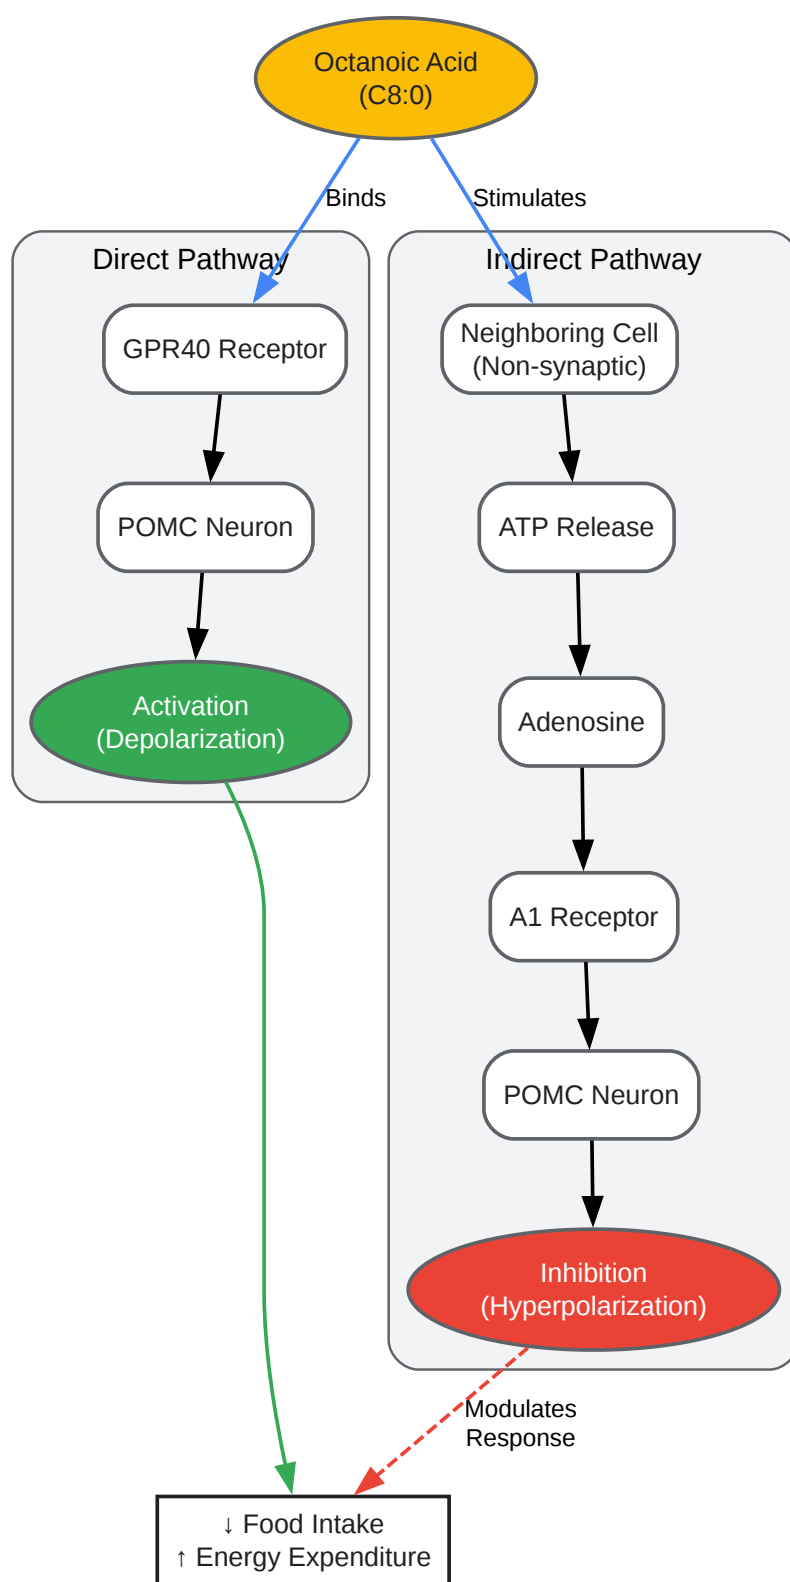 Octanoic Acid
(C8:0)
Binds
Stimulates
Direct Pathway
Indirect Pathway
GPR40 Receptor
Neighboring Cell
(Non-synaptic)
POMC Neuron
ATP Release
Activation
(Depolarization)
Adenosine
A1 Receptor
POMC Neuron
Inhibition
(Hyperpolarization)
Modulates
Response
↓ Food Intake
↑ Energy Expenditure